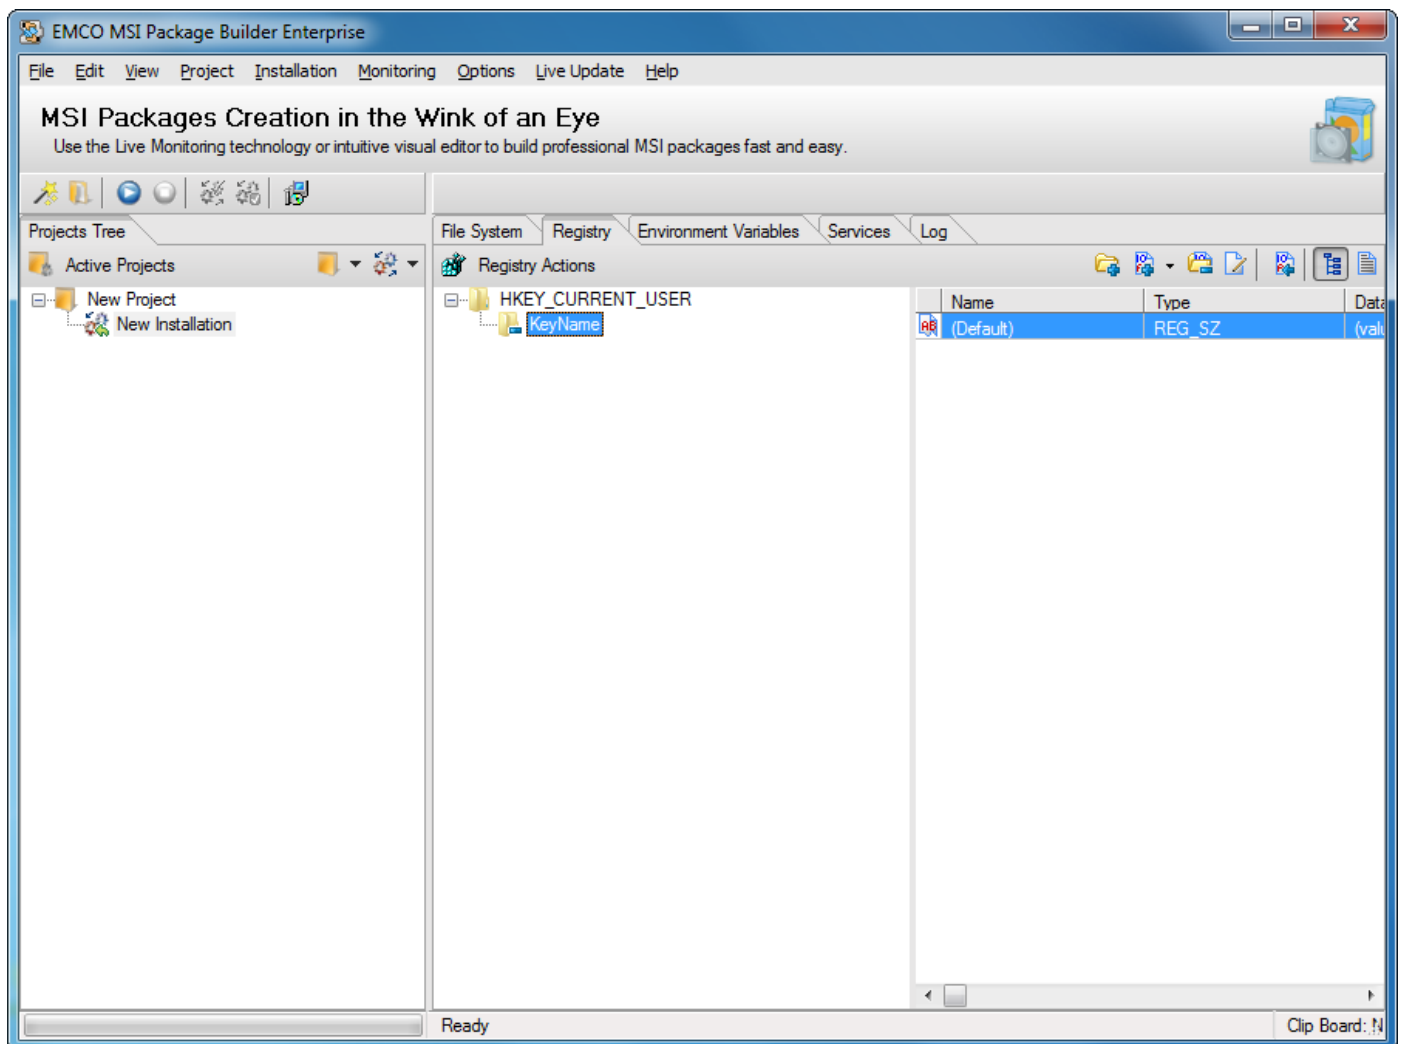 EMCO MSI Package Builder Enterprise
File Edit View Project Installation Monitoring Options Live Update Help
MSI Packages Creation in the Wink of an Eye
Use the Live Monitoring technology or intuitive visual editor to build professional MSI packages fast and easy.
Projects Tree
File System Registry Environment Variables Services Log
Active Projects
Registry Actions
New Project
New Installation
HKEY_CURRENT_USER
KeyName
Name Type Data
(Default) REG_SZ (valu
Ready
Clip Board: N